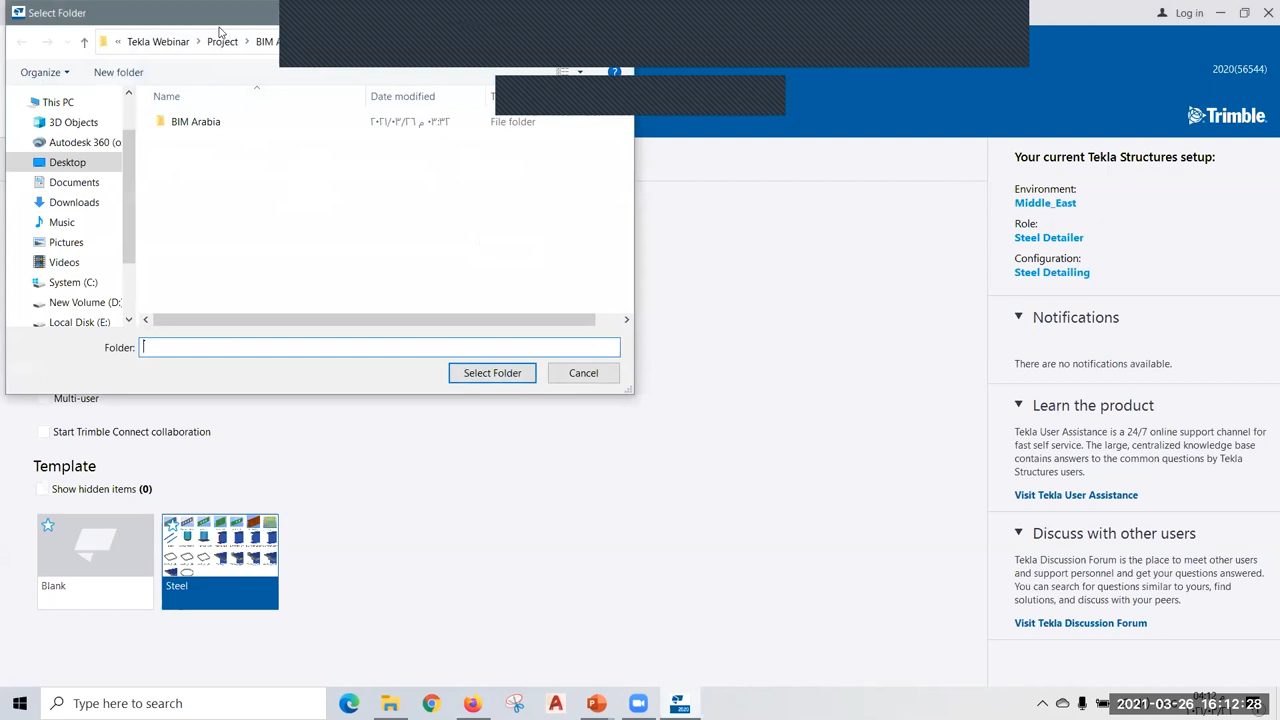 Select Folder
Log in
« Tekla Webinar > Project > BIM A
Organize
New folder
2020(56544)
Trimble
Name
Date modified
This PC
3D Objects
Autodesk 360 (o
Desktop
Documents
Downloads
Music
Pictures
Videos
System (C:)
New Volume (D:
Local Disk (E:)
BIM Arabia
٢٠٢١/٠٣/٢٦ م ٠٣:٣٢
File folder
Folder:
Select Folder
Cancel
Multi-user
Start Trimble Connect collaboration
Template
Show hidden items (0)
Blank
Steel
Your current Tekla Structures setup:
Environment:
Middle_East
Role:
Steel Detailer
Configuration:
Steel Detailing
Notifications
There are no notifications available.
Learn the product
Tekla User Assistance is a 24/7 online support channel for
fast self service. The large, centralized knowledge base
contains answers to the common questions by Tekla
Structures users.
Visit Tekla User Assistance
Discuss with other users
Tekla Discussion Forum is the place to meet other users
and support personnel and get your questions answered.
You can search for questions similar to yours, find
solutions, and discuss with your peers.
Visit Tekla Discussion Forum
Type here to search
2020
2021-03-26 16:12:28